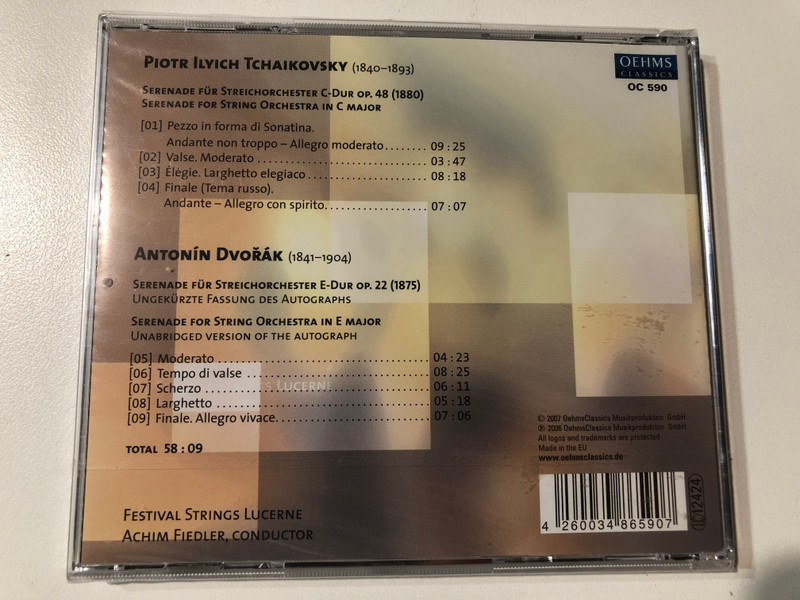 Piotr Ilyich Tchaikovsky (1840–1893)
OEHMS
CLASSICS
OC 590
Serenade für Streichorchester C-Dur op. 48 (1880)
Serenade for String Orchestra in C major
[01] Pezzo in forma di Sonatina.
Andante non troppo – Allegro moderato........ 09 : 25
[02] Valse. Moderato .............................. 03 : 47
[03] Élégie. Larghetto elegiaco .................... 08 : 18
[04] Finale (Tema russo).
Andante – Allegro con spirito. .................. 07 : 07
Antonín Dvořák (1841–1904)
Serenade für Streichorchester E-Dur op. 22 (1875)
Ungekürzte Fassung des Autographs
Serenade for String Orchestra in E major
Unabridged version of the autograph
[05] Moderato .................................... 04 : 23
[06] Tempo di valse ............................... 08 : 25
[07] Scherzo ..................................... 06 : 11
[08] Larghetto .................................... 05 : 18
[09] Finale. Allegro vivace. ......................... 07 : 06
Lucerne
Total 58 : 09
© 2007 OehmsClassics Musikproduktion GmbH
℗ 2006 OehmsClassics Musikproduktion GmbH
All logos and trademarks are protected
Made in the EU
www.oehmsclassics.de
Festival Strings Lucerne
Achim Fiedler, conductor
4 260034 865907
LC 12424